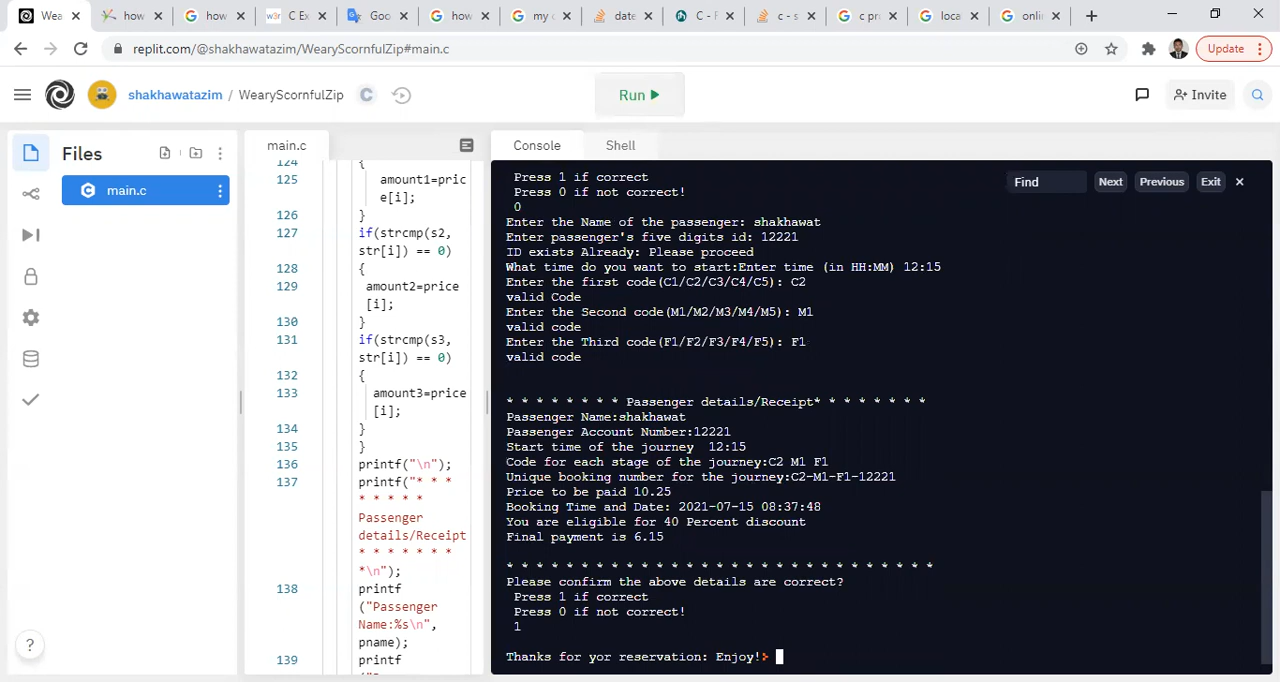 Wea
how
how
C Ex
Goo
how
my c
date
C - F
c - s
c pr
loca
onlin
replit.com/@shakhawatazim/WearyScornfulZip#main.c
Update
shakhawatazim / WearyScornfulZip
C
Run
Invite
Files
main.c
?
main.c
124
{
125
amount1=pric
e[i];
126
}
127
if(strcmp(s2,
str[i]) == 0)
128
{
129
amount2=price
[i];
130
}
131
if(strcmp(s3,
str[i]) == 0)
132
{
133
amount3=price
[i];
134
}
135
}
136
printf("\n");
137
printf("* * *
* * * * *
Passenger
details/Receipt
* * * * * * *
*\n");
138
printf
("Passenger
Name:%s\n",
pname);
139
printf
Console
Shell
Find
Next
Previous
Exit
Press 1 if correct
Press 0 if not correct!
0
Enter the Name of the passenger: shakhawat
Enter passenger's five digits id: 12221
ID exists Already: Please proceed
What time do you want to start:Enter time (in HH:MM) 12:15
Enter the first code(C1/C2/C3/C4/C5): C2
valid Code
Enter the Second code(M1/M2/M3/M4/M5): M1
valid code
Enter the Third code(F1/F2/F3/F4/F5): F1
valid code
* * * * * * * * Passenger details/Receipt* * * * * * * *
Passenger Name:shakhawat
Passenger Account Number:12221
Start time of the journey  12:15
Code for each stage of the journey:C2 M1 F1
Unique booking number for the journey:C2-M1-F1-12221
Price to be paid 10.25
Booking Time and Date: 2021-07-15 08:37:48
You are eligible for 40 Percent discount
Final payment is 6.15
* * * * * * * * * * * * * * * * * * * * * * * * * * * * *
Please confirm the above details are correct?
Press 1 if correct
Press 0 if not correct!
1
Thanks for yor reservation: Enjoy!>